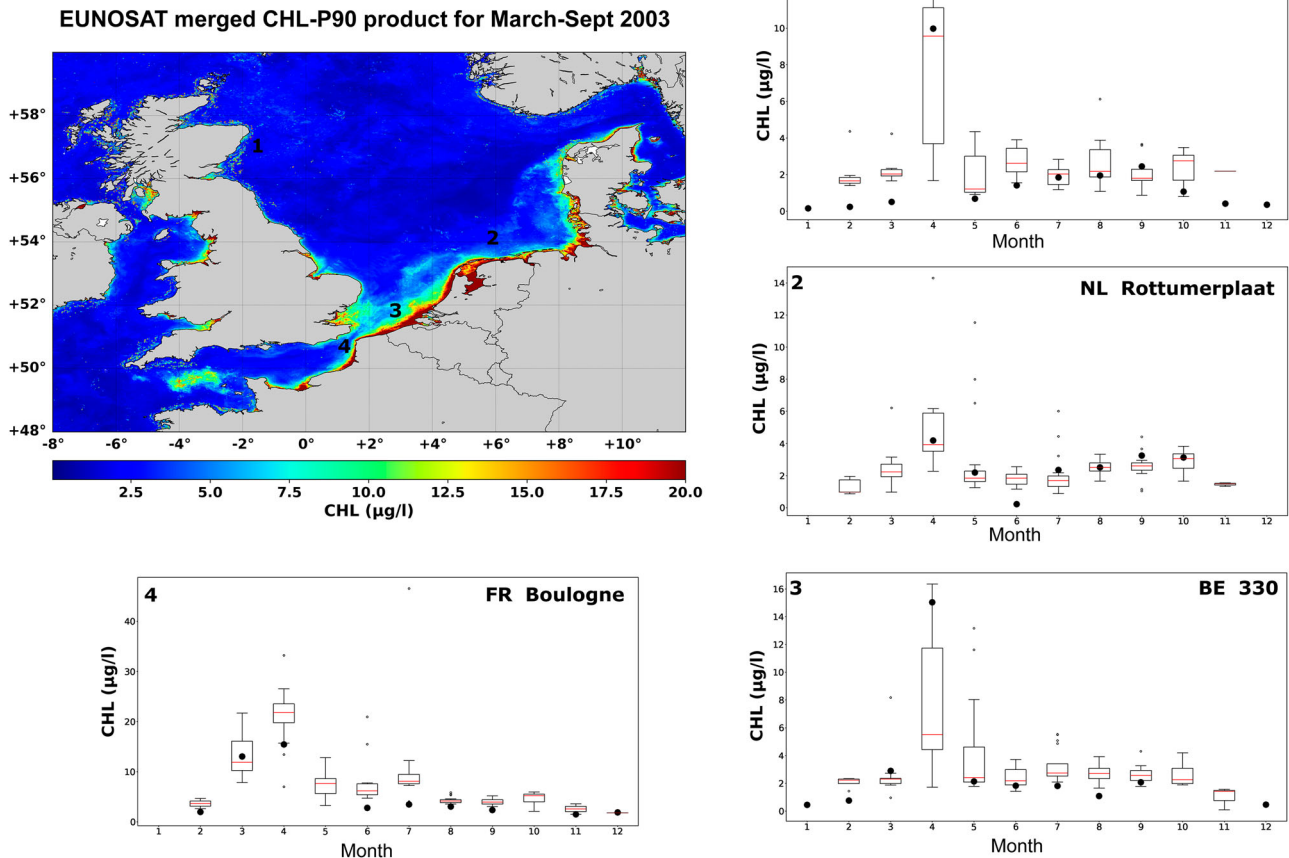 EUNOSAT merged CHL-P90 product for March-Sept 2003
+58°
+56°
+54°
+52°
+50°
+48°
-8° -6° -4° -2° 0° +2° +4° +6° +8° +10°
1
2
3
4
2.5 5.0 7.5 10.0 12.5 15.0 17.5 20.0
CHL (µg/l)
CHL (µg/l)
10
8
6
4
2
0
1 2 3 4 5 6 7 8 9 10 11 12
Month
2 NL Rottumerplaat
CHL (µg/l)
14
12
10
8
6
4
2
0
1 2 3 4 5 6 7 8 9 10 11 12
Month
4 FR Boulogne
CHL (µg/l)
40
30
20
10
0
1 2 3 4 5 6 7 8 9 10 11 12
Month
3 BE 330
CHL (µg/l)
16
14
12
10
8
6
4
2
0
1 2 3 4 5 6 7 8 9 10 11 12
Month